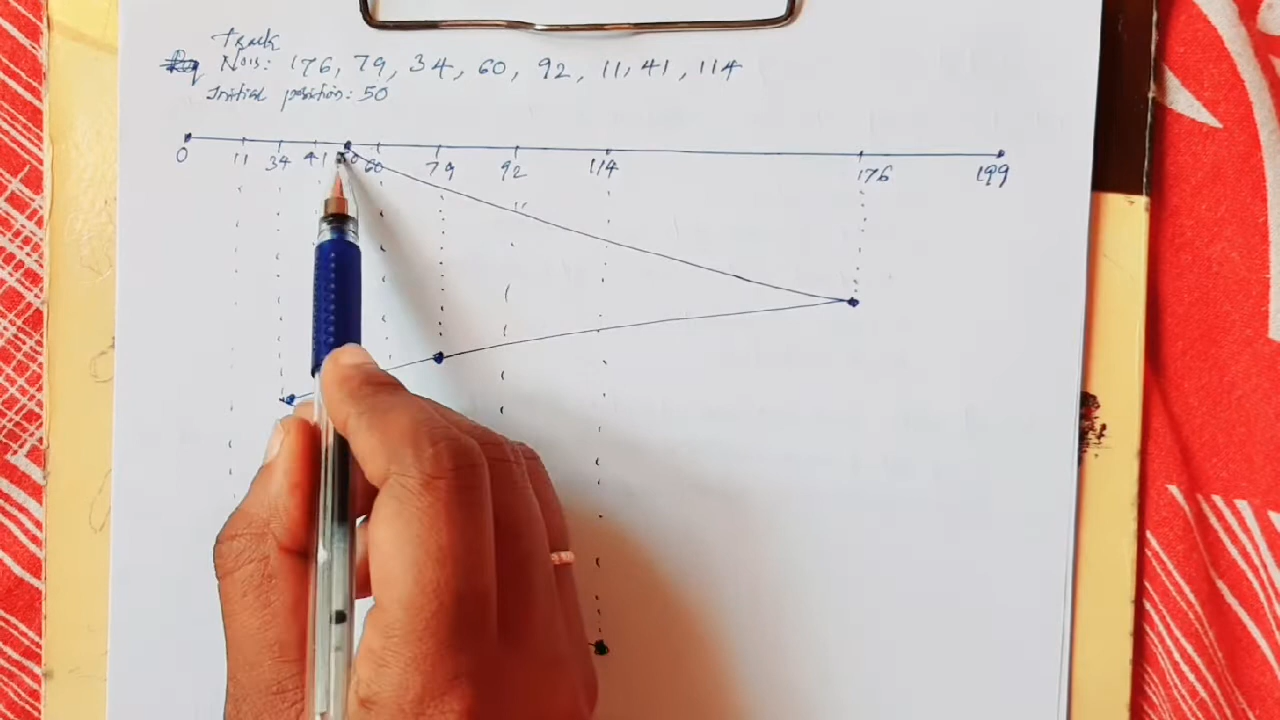 Track
Nos: 176, 79, 34, 60, 92, 11, 41, 114
Initial position: 50
0 11 34 41 50 60 79 92 114 176 199